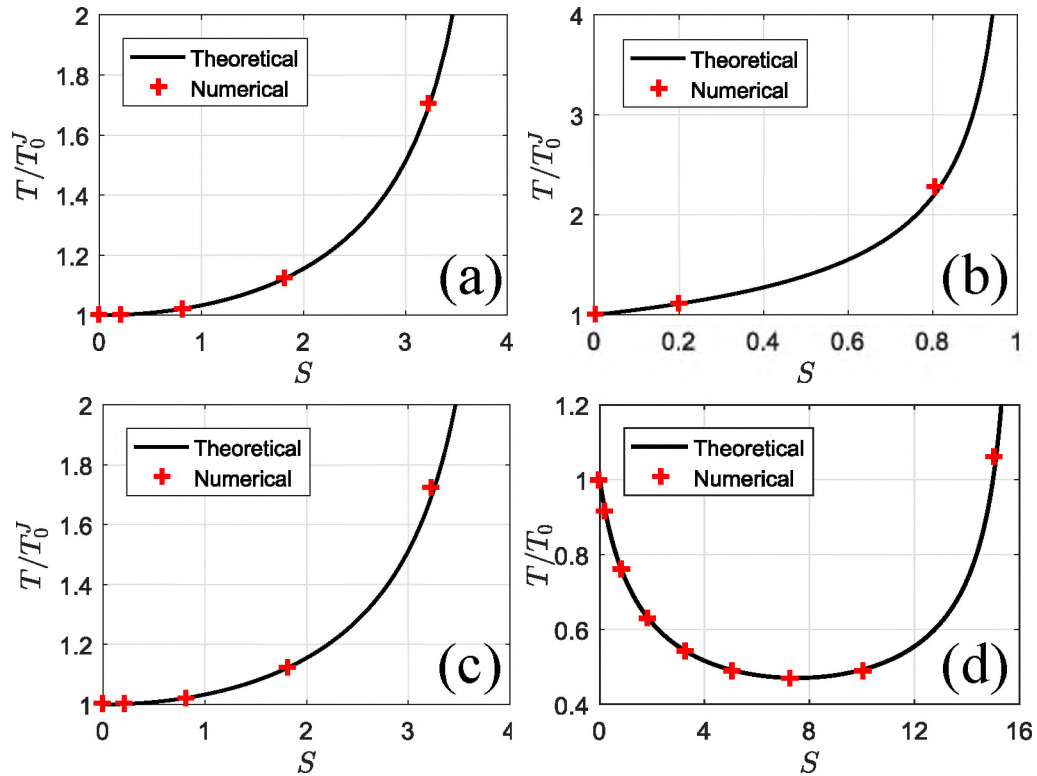 2
1.8
1.6
1.4
1.2
1
T/T_0^J
Theoretical
Numerical
(a)
0 1 2 3 4
S
4
3
2
1
T/T_0^J
Theoretical
Numerical
(b)
0 0.2 0.4 0.6 0.8 1
S
2
1.8
1.6
1.4
1.2
1
T/T_0^J
Theoretical
Numerical
(c)
0 1 2 3 4
S
1.2
1
0.8
0.6
0.4
T/T_0
Theoretical
Numerical
(d)
0 4 8 12 16
S